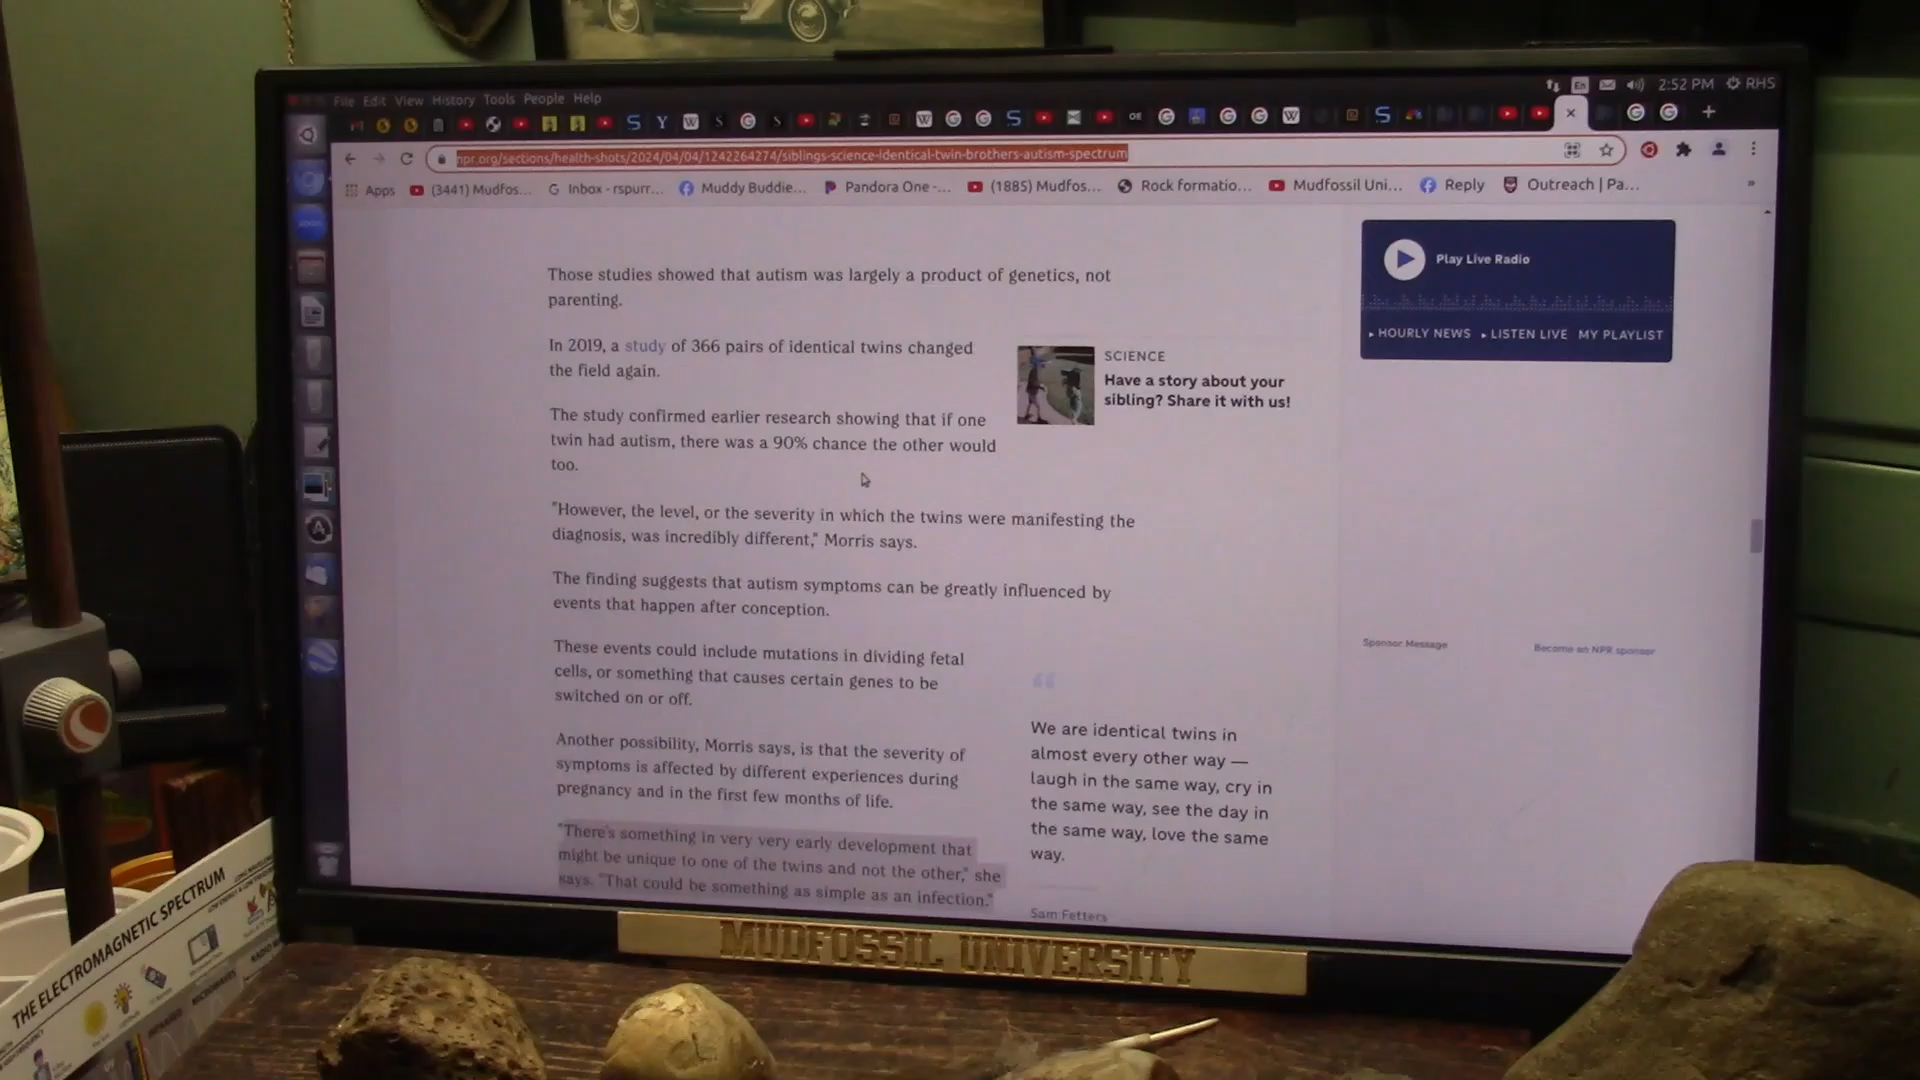 File Edit View History Tools People Help
2:52 PM RHS
npr.org/sections/health-shots/2024/04/04/1242264274/siblings-science-identical-twin-brothers-autism-spectrum
Apps (3441) Mudfos... Inbox - rspurr... Muddy Buddie... Pandora One -... (1885) Mudfos... Rock formatio... Mudfossil Uni... Reply Outreach | Pa...
Play Live Radio
HOURLY NEWS LISTEN LIVE MY PLAYLIST
Those studies showed that autism was largely a product of genetics, not
parenting.
In 2019, a study of 366 pairs of identical twins changed
the field again.
SCIENCE
Have a story about your
sibling? Share it with us!
The study confirmed earlier research showing that if one
twin had autism, there was a 90% chance the other would
too.
"However, the level, or the severity in which the twins were manifesting the
diagnosis, was incredibly different," Morris says.
The finding suggests that autism symptoms can be greatly influenced by
events that happen after conception.
Sponsor Message
Become an NPR sponsor
These events could include mutations in dividing fetal
cells, or something that causes certain genes to be
switched on or off.
Another possibility, Morris says, is that the severity of
symptoms is affected by different experiences during
pregnancy and in the first few months of life.
"There's something in very very early development that
might be unique to one of the twins and not the other," she
says. "That could be something as simple as an infection."
“
We are identical twins in
almost every other way —
laugh in the same way, cry in
the same way, see the day in
the same way, love the same
way.
Sam Fetters
MUDFOSSIL UNIVERSITY
THE ELECTROMAGNETIC SPECTRUM
MICROWAVES
INFRARED